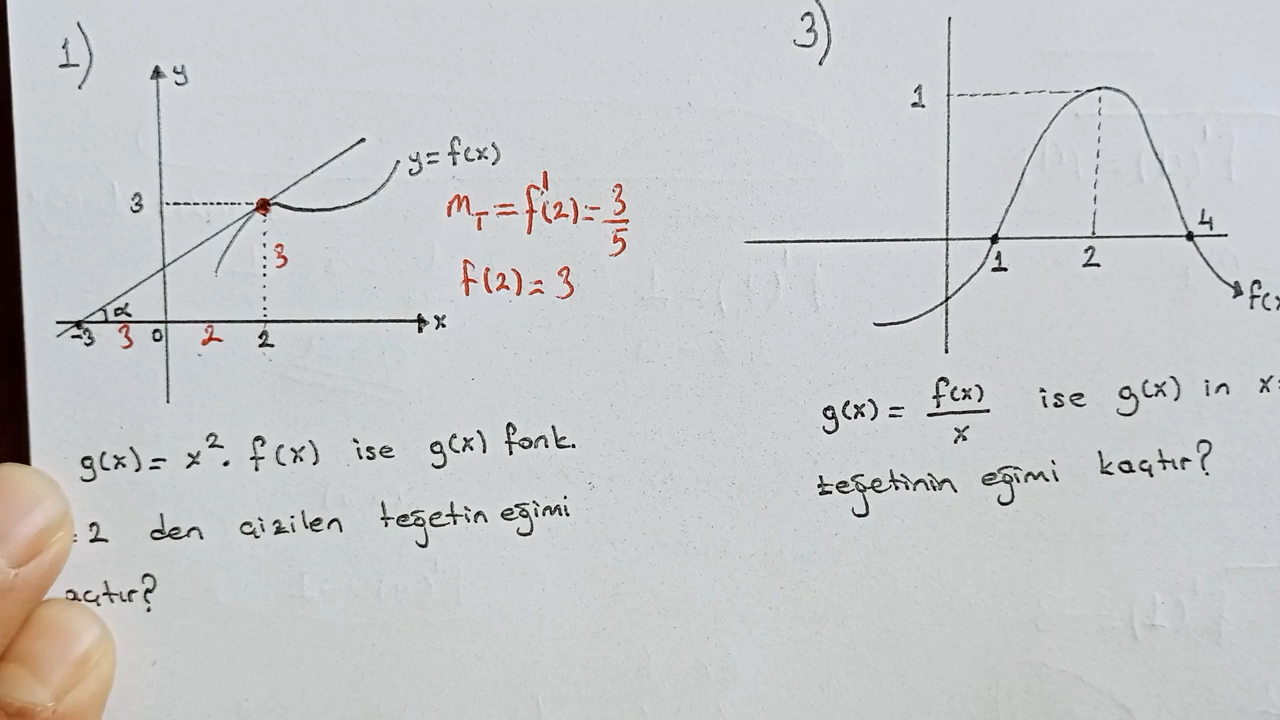 1)
y
y = f(x)
3
3
α
-3 3 0 2 2 x
m_T = f'(2) = 3/5
f(2) = 3
g(x) = x². f(x) ise g(x) fonk.
2 den çizilen teğetin eğimi
açtır?
3)
1
4
1 2
g(x) = f(x)/x ise g(x) in x
teğetinin eğimi kaçtır?